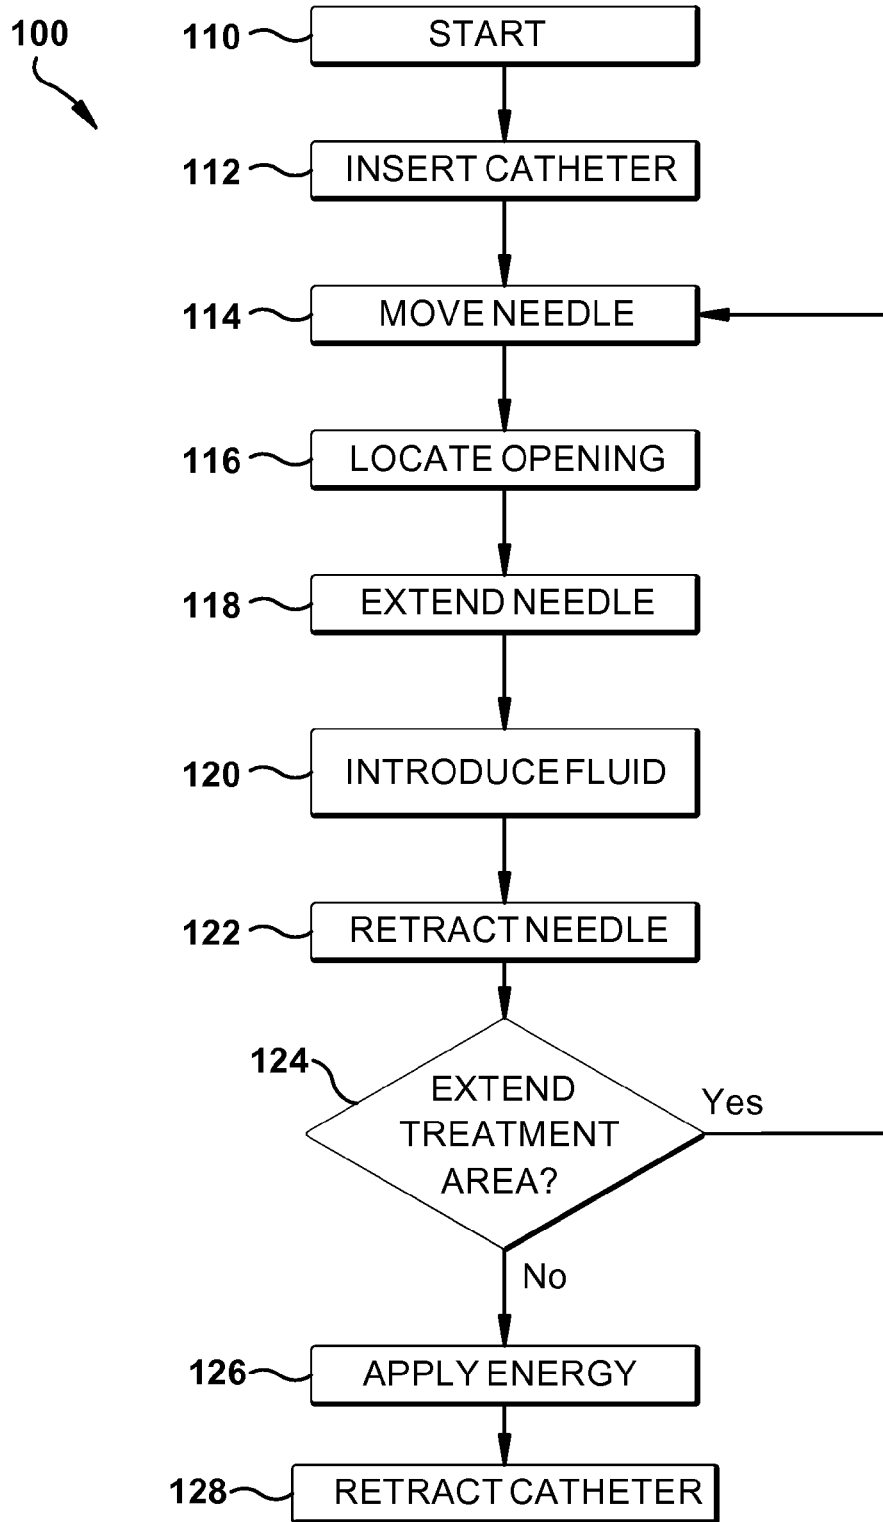 100
110 START
112 INSERT CATHETER
114 MOVE NEEDLE
116 LOCATE OPENING
118 EXTEND NEEDLE
120 INTRODUCE FLUID
122 RETRACT NEEDLE
124
EXTEND
TREATMENT
AREA?
Yes
No
126 APPLY ENERGY
128 RETRACT CATHETER